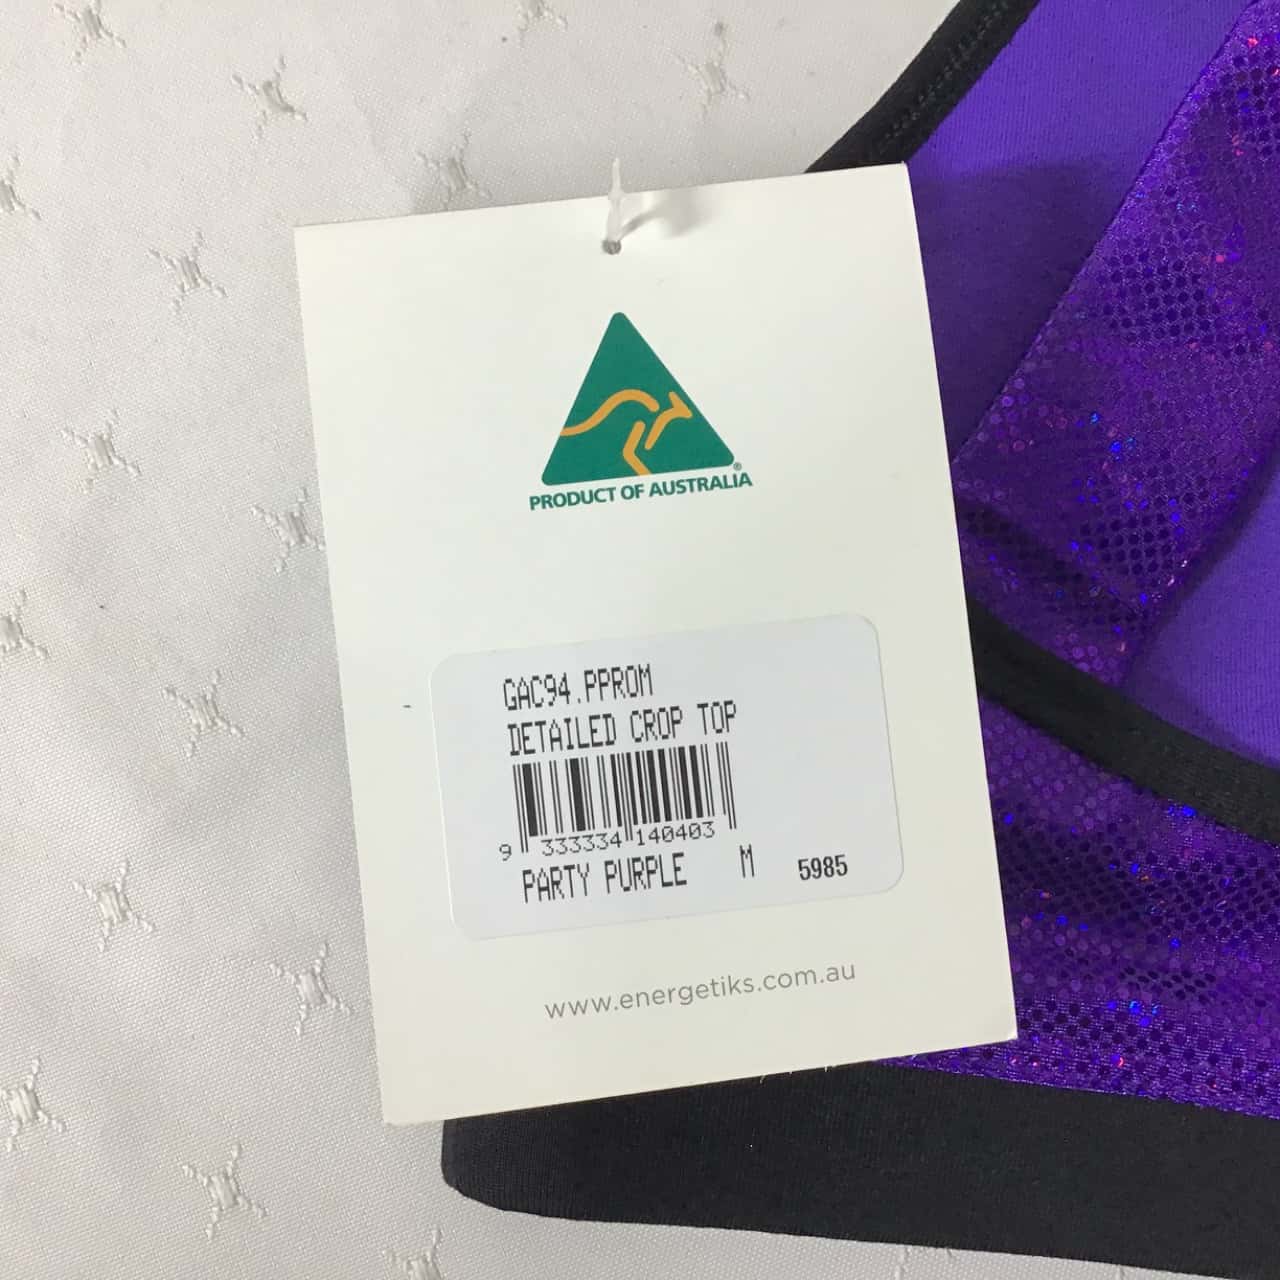 ®
PRODUCT OF AUSTRALIA
GAC94.PPROM
DETAILED CROP TOP
9 333334 140403
PARTY PURPLE M 5985
www.energetiks.com.au